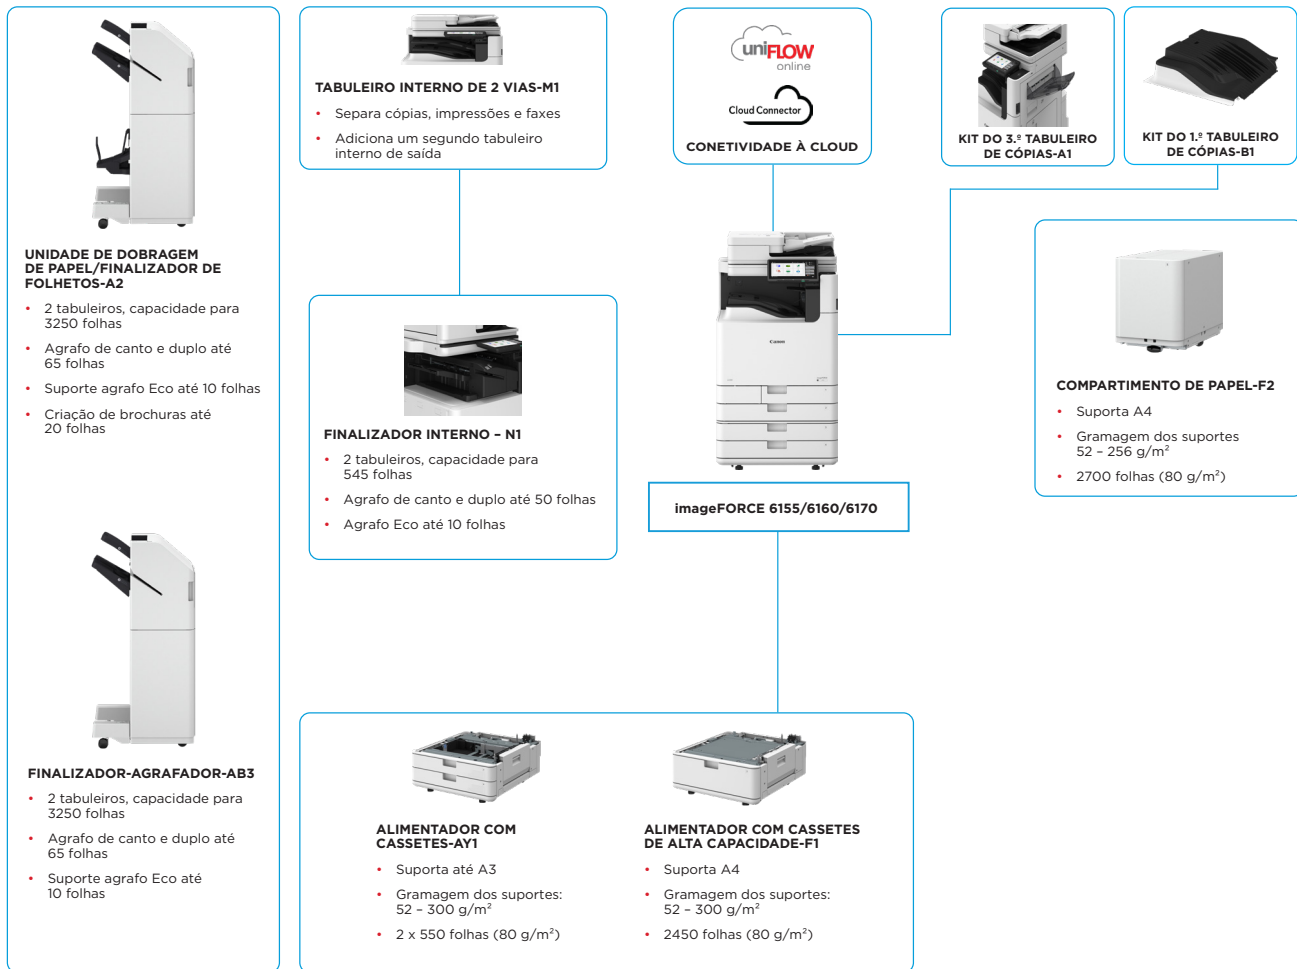 UNIDADE DE DOBRAGEM
DE PAPEL/FINALIZADOR DE
FOLHETOS-A2
• 2 tabuleiros, capacidade para
3250 folhas
• Agrafo de canto e duplo até
65 folhas
• Suporte agrafo Eco até 10 folhas
• Criação de brochuras até
20 folhas
FINALIZADOR-AGRAFADOR-AB3
• 2 tabuleiros, capacidade para
3250 folhas
• Agrafo de canto e duplo até
65 folhas
• Suporte agrafo Eco até
10 folhas
TABULEIRO INTERNO DE 2 VIAS-M1
• Separa cópias, impressões e faxes
• Adiciona um segundo tabuleiro
interno de saída
FINALIZADOR INTERNO – N1
• 2 tabuleiros, capacidade para
545 folhas
• Agrafo de canto e duplo até 50 folhas
• Agrafo Eco até 10 folhas
uniFLOW
online
Cloud Connector
CONETIVIDADE À CLOUD
Canon
imageFORCE 6155/6160/6170
KIT DO 3.º TABULEIRO
DE CÓPIAS-A1
KIT DO 1.º TABULEIRO
DE CÓPIAS-B1
COMPARTIMENTO DE PAPEL-F2
• Suporta A4
• Gramagem dos suportes
52 – 256 g/m²
• 2700 folhas (80 g/m²)
ALIMENTADOR COM
CASSETES-AY1
• Suporta até A3
• Gramagem dos suportes:
52 – 300 g/m²
• 2 x 550 folhas (80 g/m²)
ALIMENTADOR COM CASSETES
DE ALTA CAPACIDADE-F1
• Suporta A4
• Gramagem dos suportes:
52 – 300 g/m²
• 2450 folhas (80 g/m²)